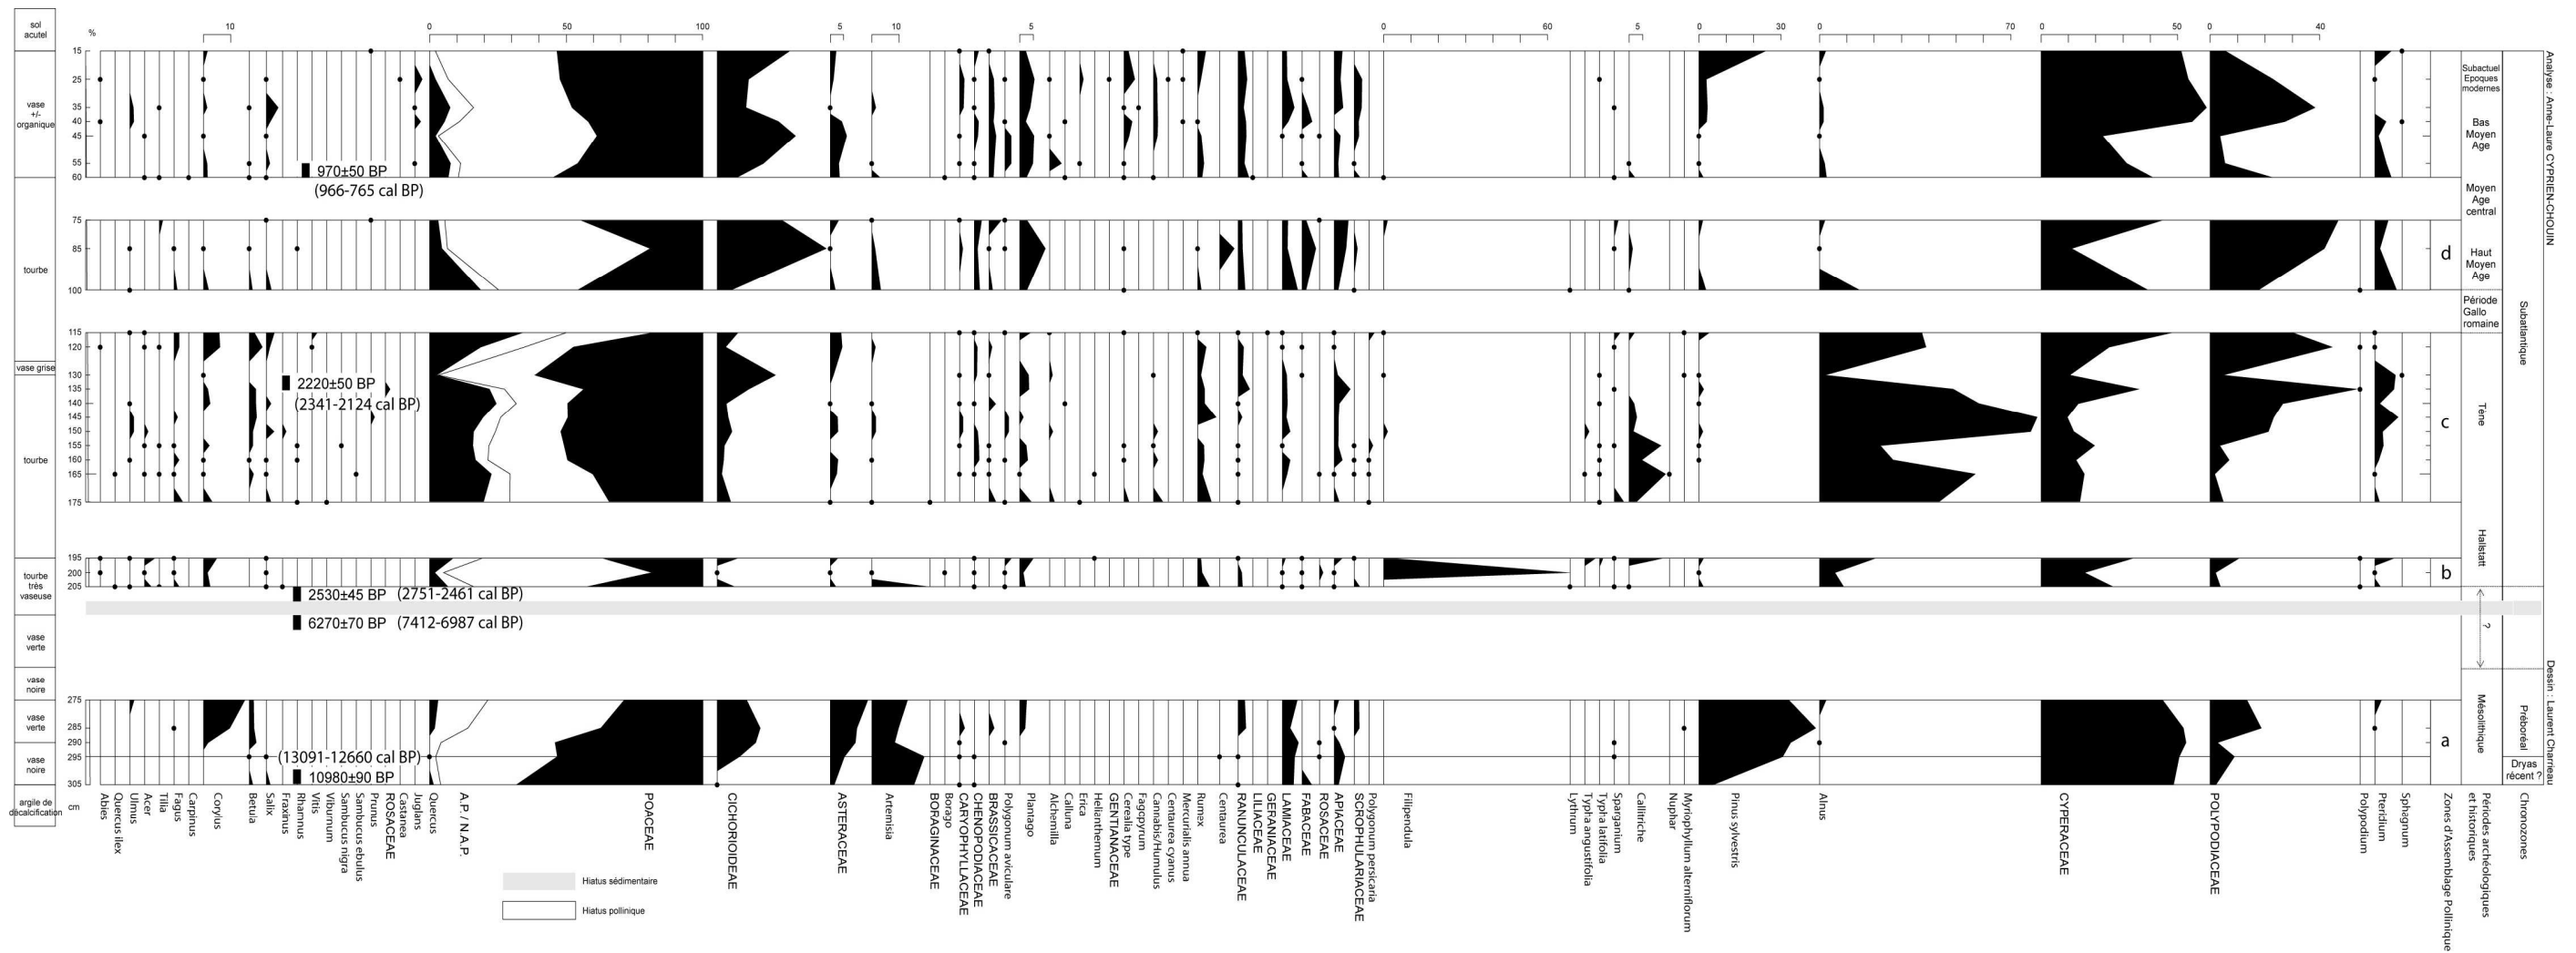 sol
acutel
%
10
0
50
100
5
10
5
0
60
5
0
30
0
70
0
50
0
40
15
25
35
40
45
55
60
75
85
100
115
120
130
135
140
145
150
155
160
165
175
195
200
205
275
285
290
295
305
cm
vase
+/-
organique
tourbe
vase grise
tourbe
tourbe
très
vaseuse
vase
verte
vase
noire
vase
verte
vase
noire
argile de
décalcification
970±50 BP
(966-765 cal BP)
2220±50 BP
(2341-2124 cal BP)
2530±45 BP (2751-2461 cal BP)
6270±70 BP (7412-6987 cal BP)
(13091-12660 cal BP)
10980±90 BP
Abies
Quercus ilex
Ulmus
Acer
Tilia
Fagus
Carpinus
Corylus
Betula
Salix
Fraxinus
Rhamnus
Vitis
Viburnum
Sambucus nigra
Sambucus ebulus
Prunus
ROSACEAE
Castanea
Juglans
Quercus
A.P. / N.A.P.
POACEAE
CICHORIOIDEAE
ASTERACEAE
Artemisia
BORAGINACEAE
Borago
CARYOPHYLLACEAE
CHENOPODIACEAE
BRASSICACEAE
Polygonum aviculare
Plantago
Alchemilla
Calluna
Erica
Helianthemum
GENTIANACEAE
Cerealia type
Fagopyrum
Cannabis/Humulus
Centaurea cyanus
Mercurialis annua
Rumex
Centaurea
RANUNCULACEAE
LILIACEAE
GERANIACEAE
LAMIACEAE
FABACEAE
ROSACEAE
APIACEAE
SCROPHULARIACEAE
Polygonum persicaria
Filipendula
Lythrum
Typha angustifolia
Typha latifolia
Sparganium
Callitriche
Nuphar
Myriophyllum alterniflorum
Pinus sylvestris
Alnus
CYPERACEAE
POLYPODIACEAE
Polypodium
Pteridium
Sphagnum
Zones d'Assemblage Pollinique
Périodes archéologiques
et historiques
Chronozones
d
c
b
a
Subactuel
Epoques
modernes
Bas
Moyen
Age
Moyen
Age
central
Haut
Moyen
Age
Période
Gallo
romaine
Tène
Hallstatt
?
Mésolithique
Subatlantique
Préboréal
Dryas
récent ?
Analyse : Anne-Laure CYPRIEN-CHOUIN
Dessin : Laurent Charrieau
Hiatus sédimentaire
Hiatus pollinique